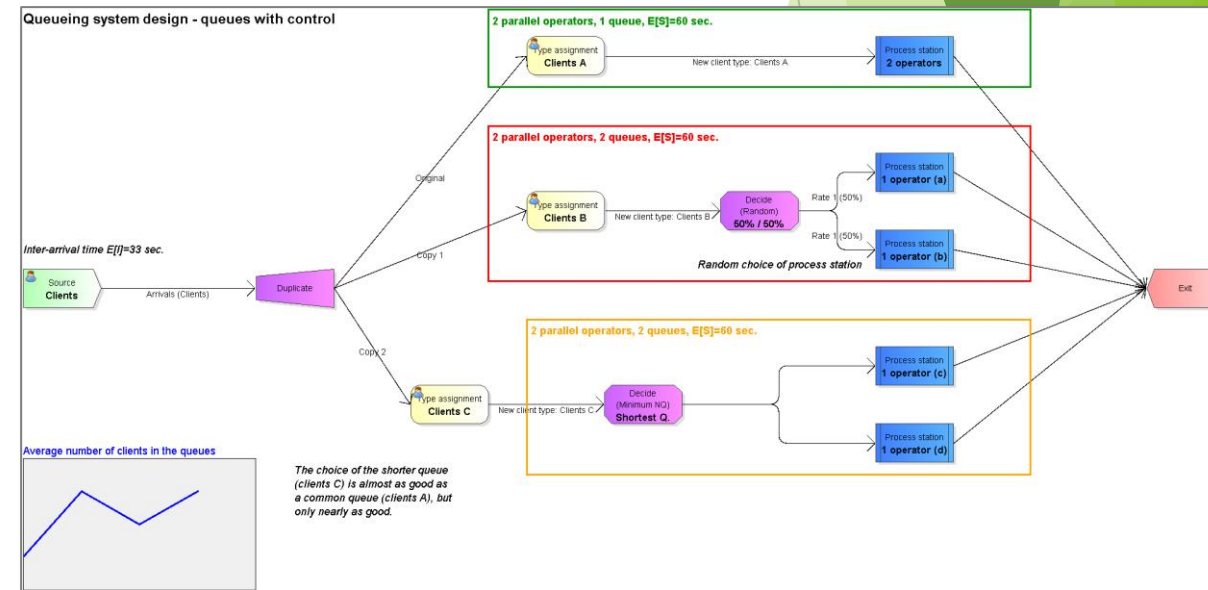 Queueing system design - queues with control
2 parallel operators, 1 queue, E[S]=60 sec.
Type assignment
Clients A
New client type: Clients A
Process station
2 operators
2 parallel operators, 2 queues, E[S]=60 sec.
Original
Type assignment
Clients B
New client type: Clients B
Decide
(Random)
50% / 50%
Rate 1 (50%)
Rate 1 (50%)
Process station
1 operator (a)
Process station
1 operator (b)
Random choice of process station
Inter-arrival time E[I]=33 sec.
Source
Clients
Arrivals (Clients)
Duplicate
Copy 1
Exit
2 parallel operators, 2 queues, E[S]=60 sec.
Copy 2
Type assignment
Clients C
New client type: Clients C
Decide
(Minimum NQ)
Shortest Q.
Process station
1 operator (c)
Process station
1 operator (d)
Average number of clients in the queues
The choice of the shorter queue
(clients C) is almost as good as
a common queue (clients A), but
only nearly as good.